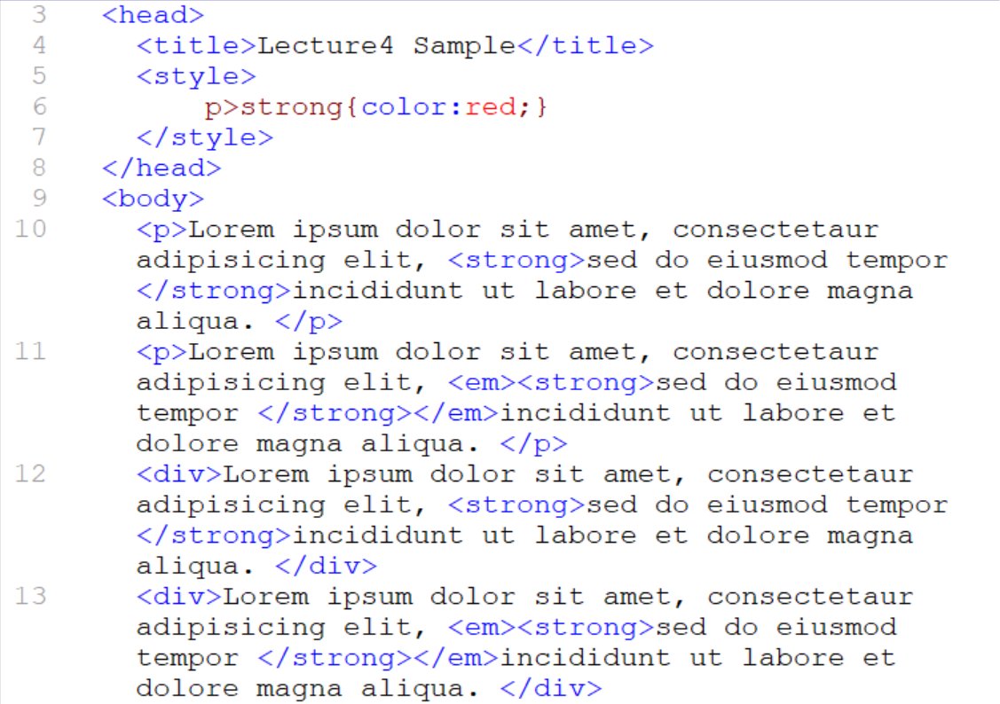 3 <head>
4 <title>Lecture4 Sample</title>
5 <style>
6 p>strong{color:red;}
7 </style>
8 </head>
9 <body>
10 <p>Lorem ipsum dolor sit amet, consectetaur
adipisicing elit, <strong>sed do eiusmod tempor
</strong>incididunt ut labore et dolore magna
aliqua. </p>
11 <p>Lorem ipsum dolor sit amet, consectetaur
adipisicing elit, <em><strong>sed do eiusmod
tempor </strong></em>incididunt ut labore et
dolore magna aliqua. </p>
12 <div>Lorem ipsum dolor sit amet, consectetaur
adipisicing elit, <strong>sed do eiusmod tempor
</strong>incididunt ut labore et dolore magna
aliqua. </div>
13 <div>Lorem ipsum dolor sit amet, consectetaur
adipisicing elit, <em><strong>sed do eiusmod
tempor </strong></em>incididunt ut labore et
dolore magna aliqua. </div>